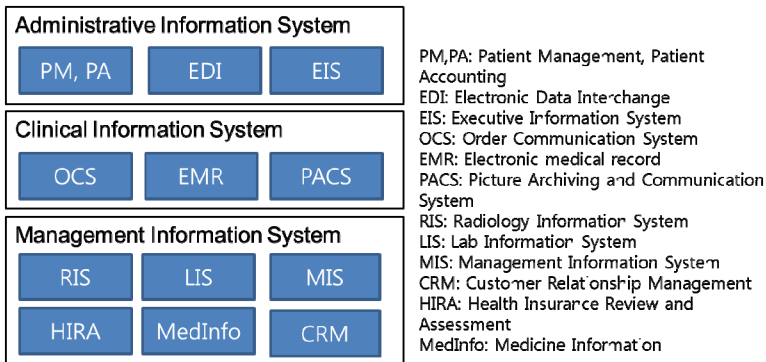 Administrative Information System
PM, PA
EDI
EIS
Clinical Information System
OCS
EMR
PACS
Management Information System
RIS
LIS
MIS
HIRA
MedInfo
CRM
PM,PA: Patient Management, Patient
Accounting
EDI: Electronic Data Interchange
EIS: Executive Information System
OCS: Order Communication System
EMR: Electronic medical record
PACS: Picture Archiving and Communication
System
RIS: Radiology Information System
LIS: Lab Information System
MIS: Management Information System
CRM: Customer Relationship Management
HIRA: Health Insurance Review and
Assessment
MedInfo: Medicine Information